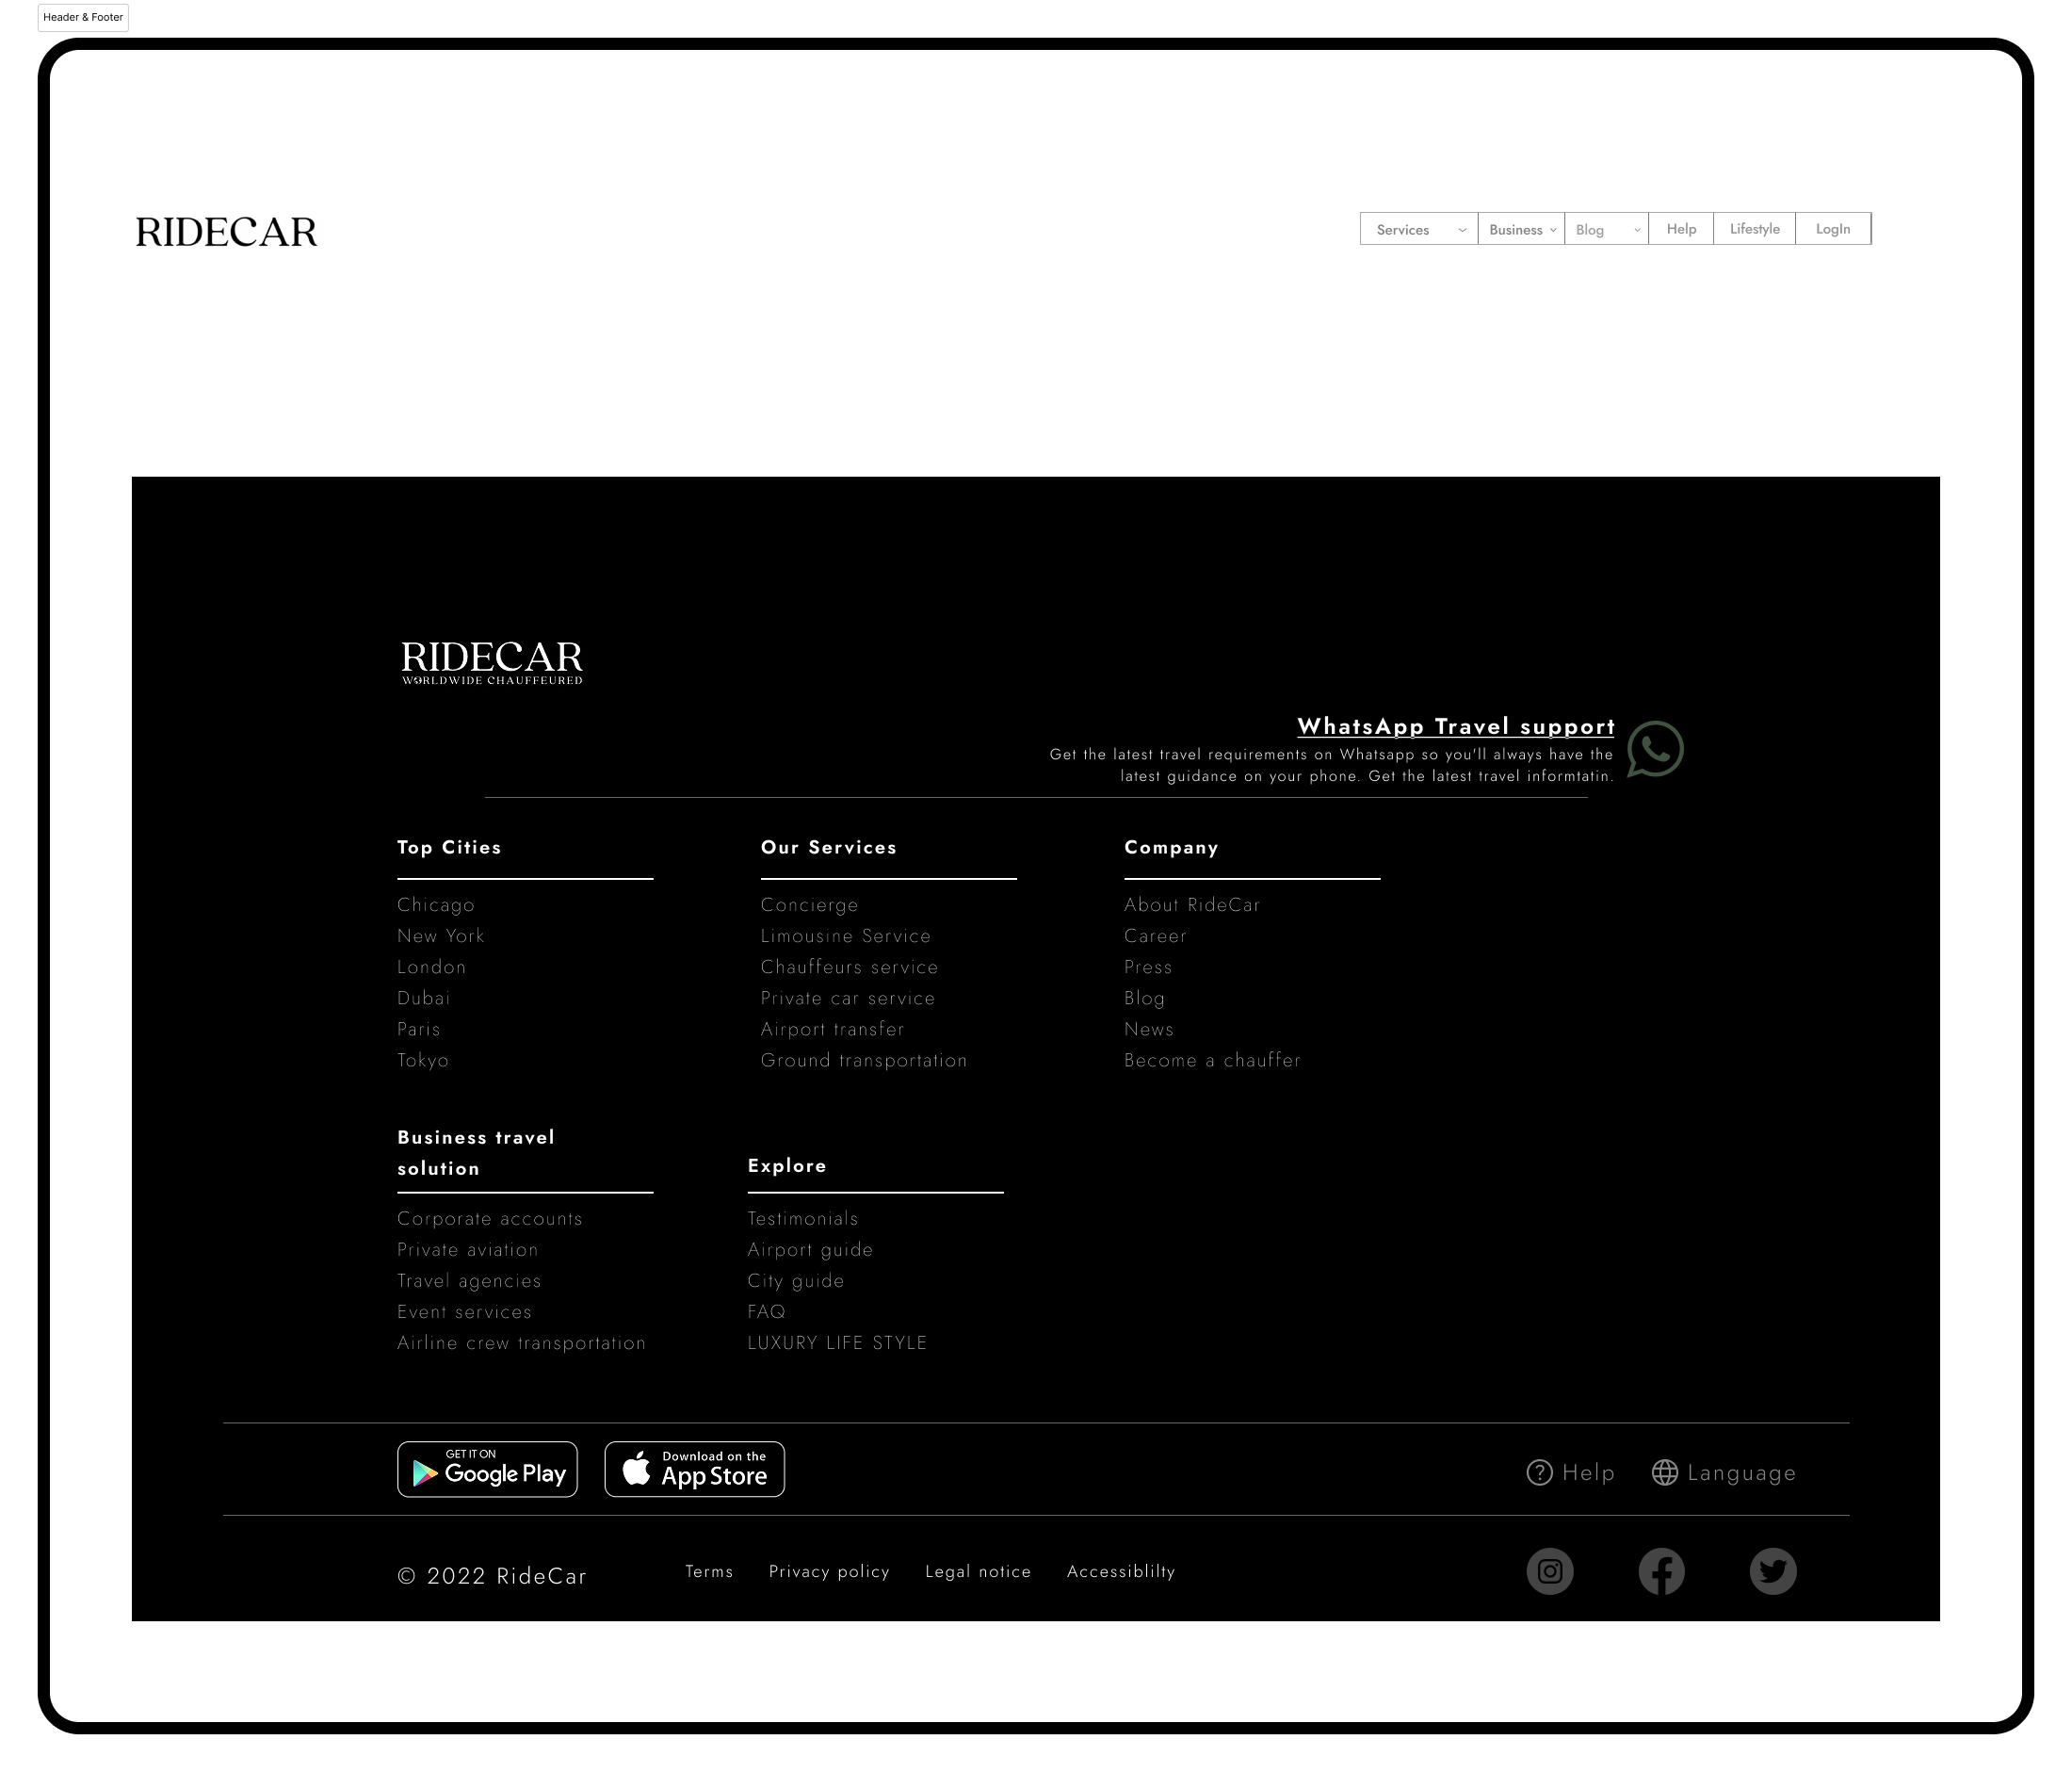 Header & Footer
RIDECAR
Services
Business
Blog
Help
Lifestyle
LogIn
RIDECAR
WORLDWIDE CHAUFFEURED
WhatsApp Travel support
Get the latest travel requirements on Whatsapp so you'll always have the
latest guidance on your phone. Get the latest travel informtatin.
Top Cities
Chicago
New York
London
Dubai
Paris
Tokyo
Our Services
Concierge
Limousine Service
Chauffeurs service
Private car service
Airport transfer
Ground transportation
Company
About RideCar
Career
Press
Blog
News
Become a chauffer
Business travel
solution
Corporate accounts
Private aviation
Travel agencies
Event services
Airline crew transportation
Explore
Testimonials
Airport guide
City guide
FAQ
LUXURY LIFE STYLE
GET IT ON
Google Play
Download on the
App Store
Help
Language
© 2022 RideCar
Terms
Privacy policy
Legal notice
Accessiblilty